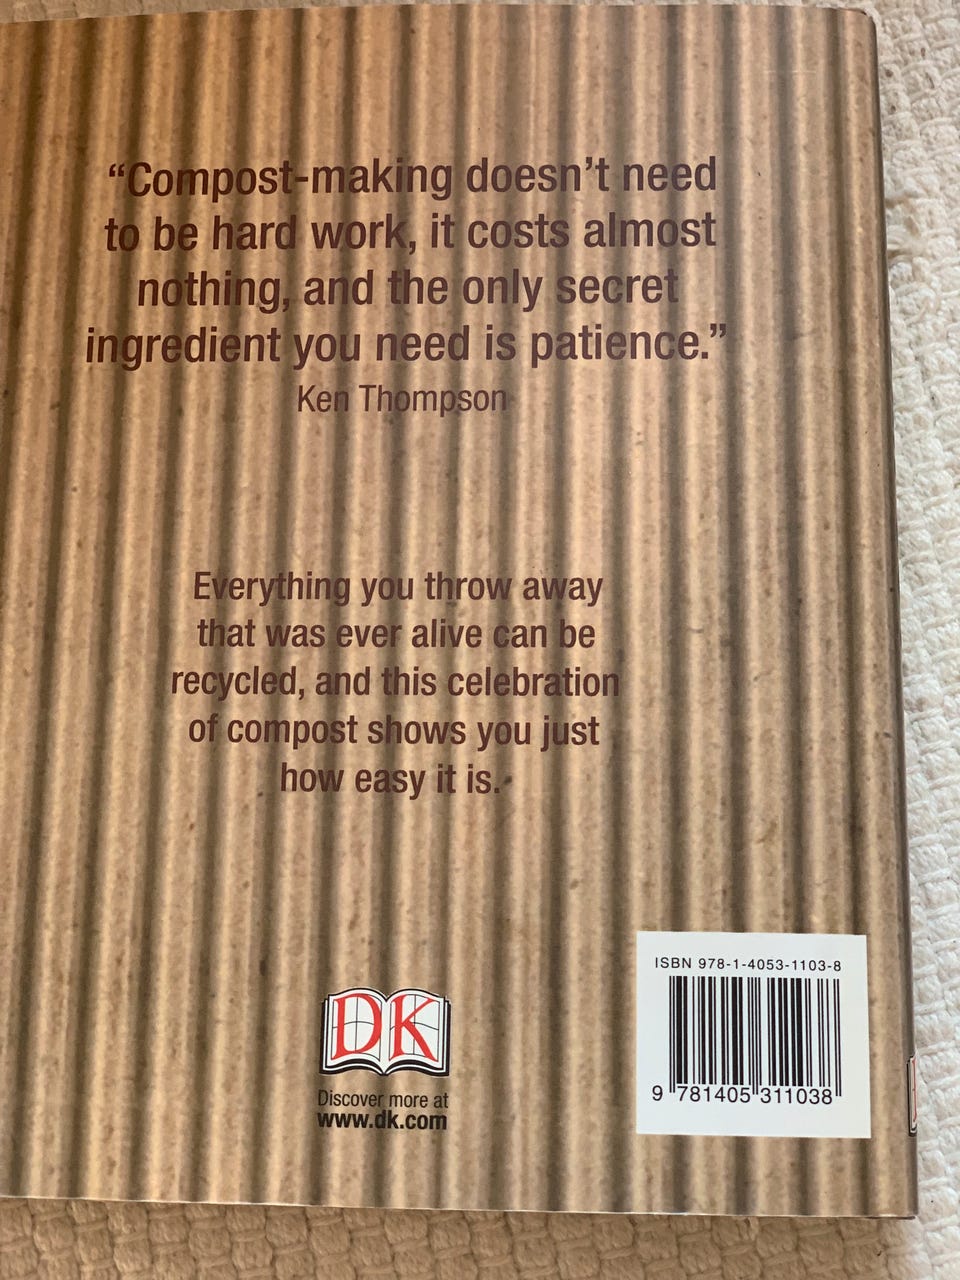 “Compost-making doesn’t need
to be hard work, it costs almost
nothing, and the only secret
ingredient you need is patience.”
Ken Thompson
Everything you throw away
that was ever alive can be
recycled, and this celebration
of compost shows you just
how easy it is.
DK
Discover more at
www.dk.com
ISBN 978-1-4053-1103-8
9 781405 311038